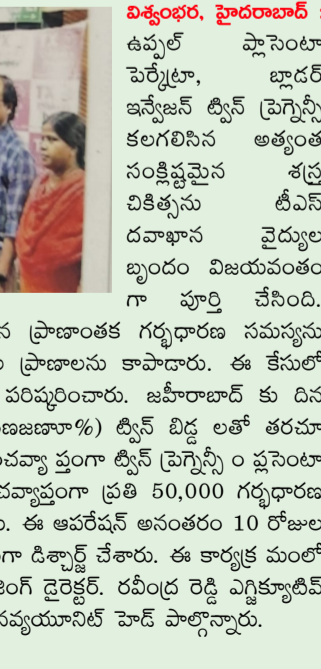 విశ్వంభర, హైదరాబాద్ :
ఉప్పల్ ప్లాసెంటా
పెర్క్రేటా, బ్లాడర్
ఇన్వేజన్ ట్విన్ ప్రెగ్నెన్సీ
కలగలిసిన అత్యంత
సంక్లిష్టమైన శస్త్ర
చికిత్సను టీఎస్
దవాఖాన వైద్యుల
బృందం విజయవంతం
గా పూర్తి చేసింది.
న ప్రాణాంతక గర్భధారణ సమస్యను
ప్రాణాలను కాపాడారు. ఈ కేసులో
పరిష్కరించారు. జహీరాబాద్ కు దిన
ట్విన్ బిడ్డ లతో తరచూ
చవ్యా ప్తంగా ట్విన్ ప్రెగ్నెన్సీ ం ప్లసెంటా
చవ్యాప్తంగా ప్రతి 50,000 గర్భధారణ
ు. ఈ ఆపరేషన్ అనంతరం 10 రోజుల
గా డిశ్చార్జ్ చేశారు. ఈ కార్యక్ర మంలో
జింగ్ డైరెక్టర్. రవీంద్ర రెడ్డి ఎగ్జిక్యూటివ్
నవ్యయూనిట్ హెడ్ పాల్గొన్నారు.